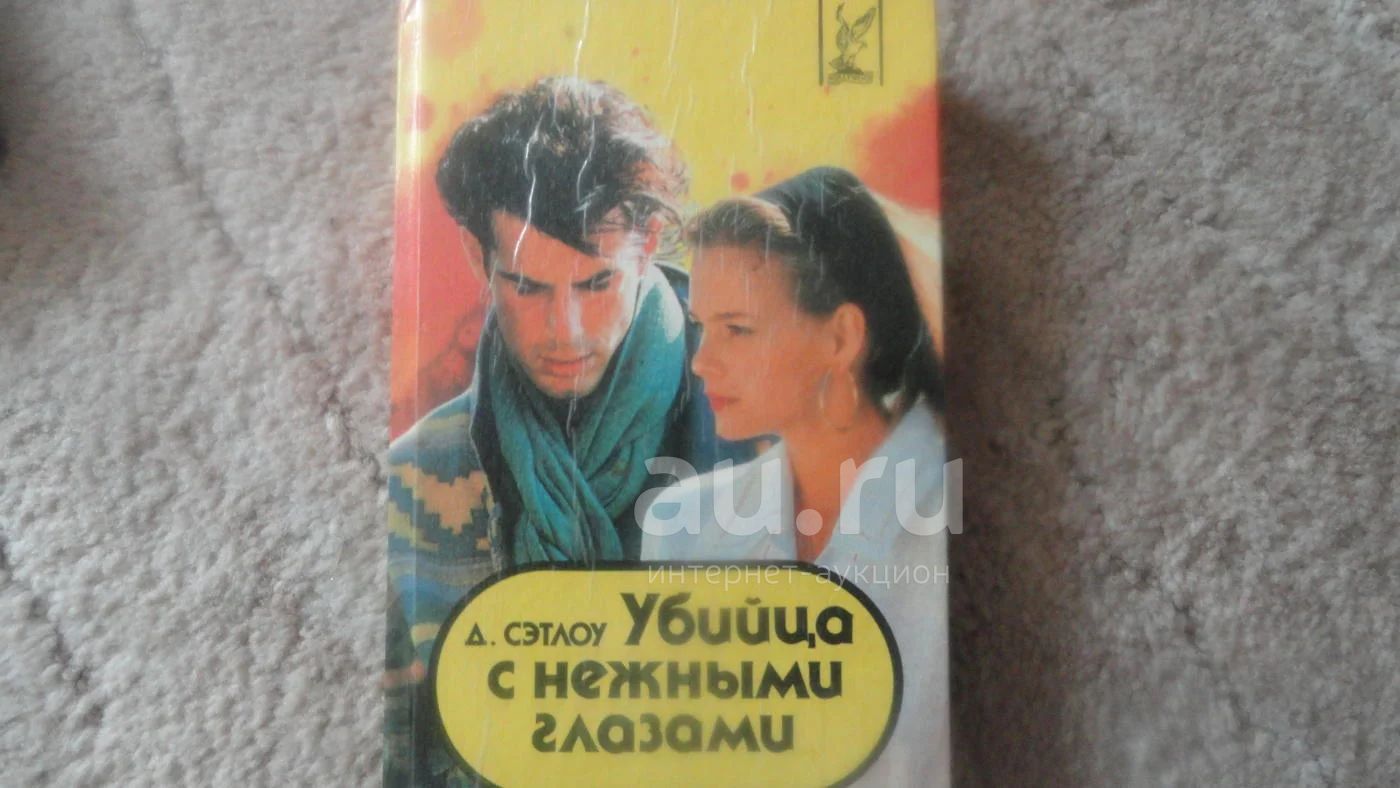 au.ru
интернет-аукцион
Д. СЭТЛОУ Убийца
с нежными
глазами